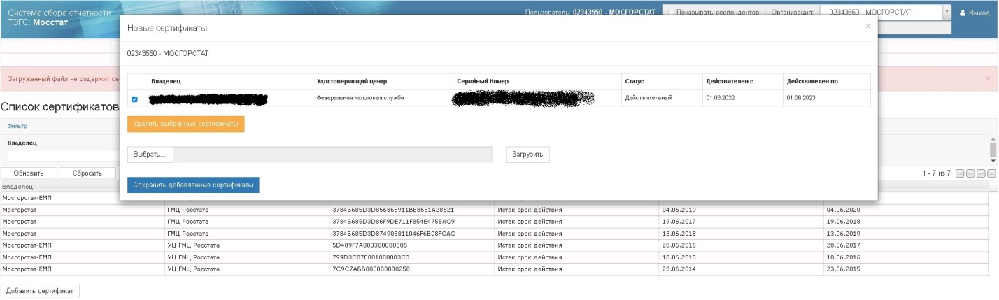 Система сбора отчетности
ТОГС: Мосстат
Пользователь: 02343550 - МОСГОРСТАТ
Показывать респондентов
Организация:
02343550 - МОСГОРСТАТ
Выход
Новые сертификаты
×
02343550 - МОСГОРСТАТ
Владелец Удостоверяющий центр Серийный Номер Статус Действителен с Действителен по
Федеральная налоговая служба Действительный 01.03.2022 01.06.2023
Удалить выбранные сертификаты
Выбрать... Загрузить
Сохранить добавленные сертификаты
Загруженный файл не содержит
×
Список сертификатов
Фильтр
Владелец
Обновить Сбросить 1 - 7 из 7
Владелец
Мосгорстат-ЕМП
Мосгорстат ГМЦ Росстата 3784B685D3D85686E911BE8651A28621 Истек срок действия 04.06.2019 04.06.2020
Мосгорстат ГМЦ Росстата 3784B685D3D86F9DE711F854E4755AC9 Истек срок действия 19.06.2017 19.06.2018
Мосгорстат ГМЦ Росстата 3784B685D3D87490E811046F6B08FCAC Истек срок действия 13.06.2018 13.06.2019
Мосгорстат-ЕМП УЦ ГМЦ Росстата 5D489F7A000300000505 Истек срок действия 20.06.2016 20.06.2017
Мосгорстат-ЕМП УЦ ГМЦ Росстата 799D3C070001000003C3 Истек срок действия 18.06.2015 18.06.2016
Мосгорстат-ЕМП УЦ ГМЦ Росстата 7C9C7ABB000000000258 Истек срок действия 23.06.2014 23.06.2015
Добавить сертификат